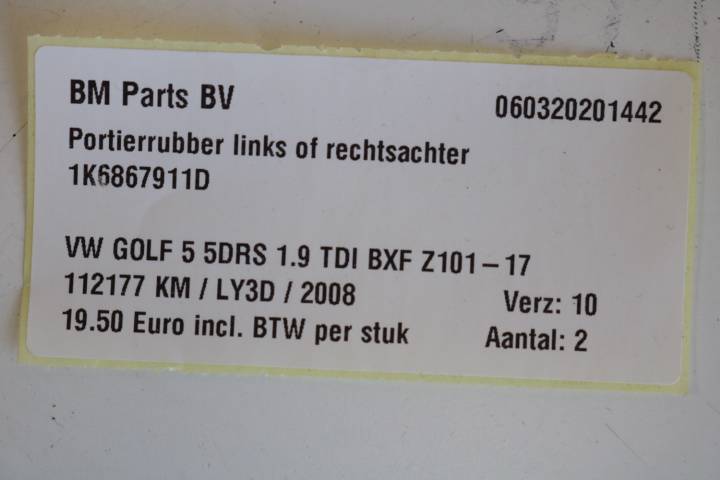 BM Parts BV 060320201442
Portierrubber links of rechtsachter
1K6867911D
VW GOLF 5 5DRS 1.9 TDI BXF Z101-17
112177 KM / LY3D / 2008 Verz: 10
19.50 Euro incl. BTW per stuk Aantal: 2